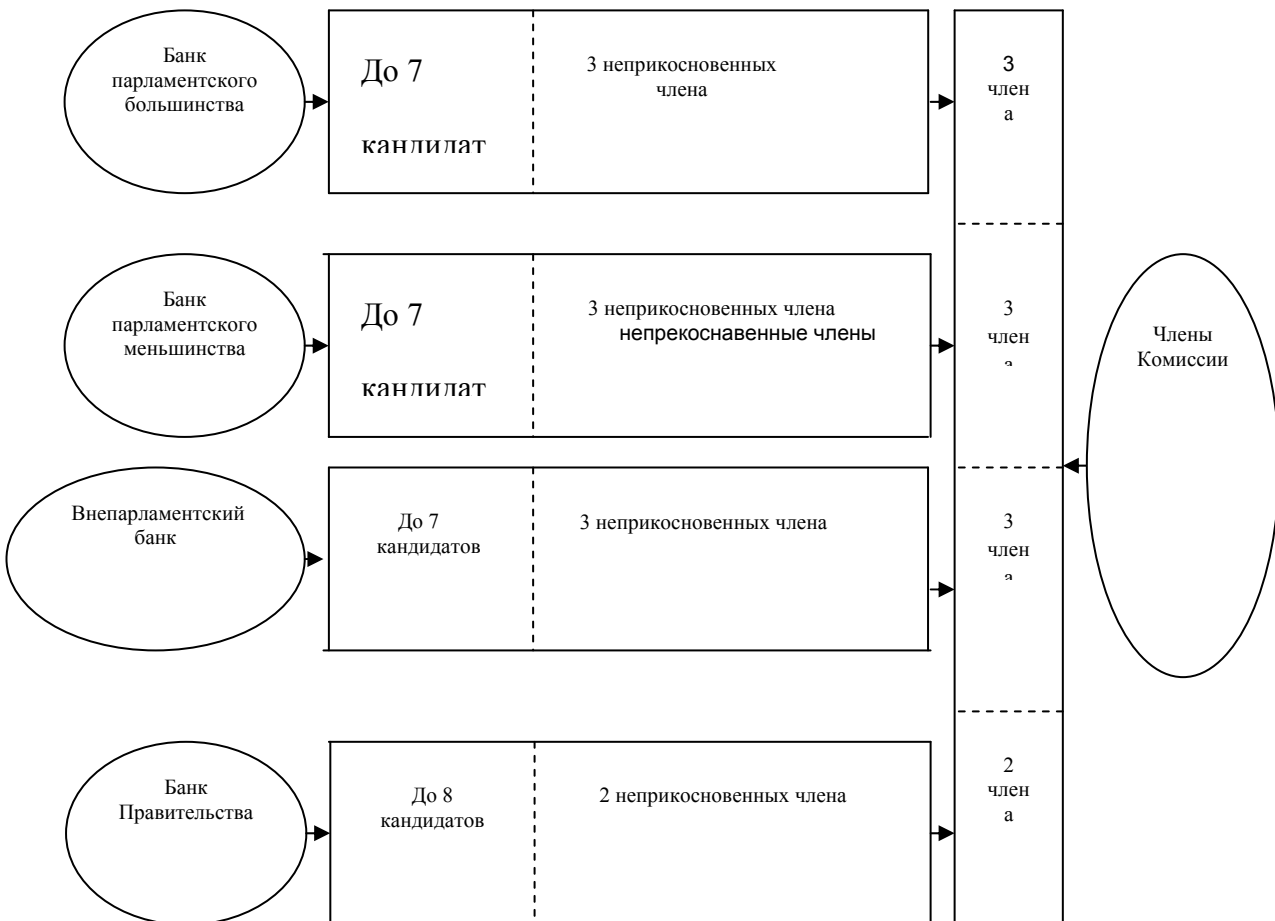 Банк
парламентского
большинства
До 7
кандидат
3 неприкосновенных
члена
3
член
а
Банк
парламентского
меньшинства
До 7
кандидат
3 неприкосновенных члена
непрекоснавенные члены
3
член
а
Члены
Комиссии
Внепарламентский
банк
До 7
кандидатов
3 неприкосновенных члена
3
член
а
Банк
Правительства
До 8
кандидатов
2 неприкосновенных члена
2
член
а